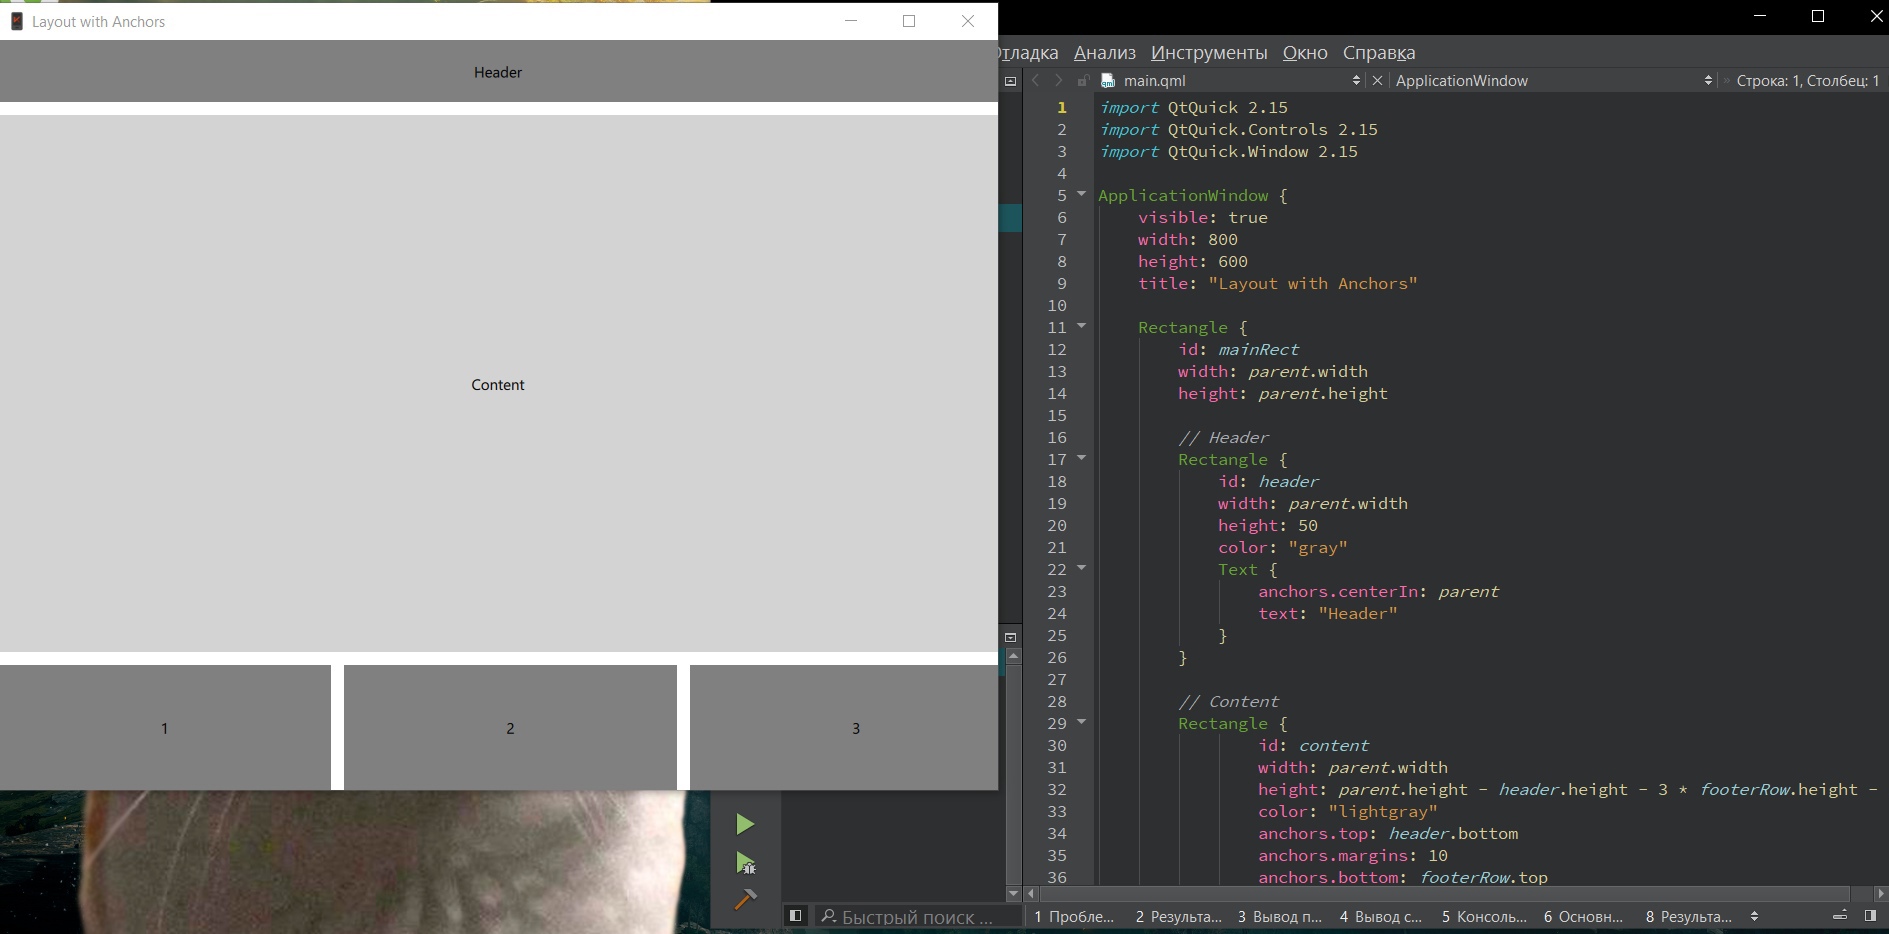 Layout with Anchors
Header
Content
1
2
3
Отладка Анализ Инструменты Окно Справка
main.qml
ApplicationWindow
Строка: 1, Столбец: 1
1 import QtQuick 2.15
2 import QtQuick.Controls 2.15
3 import QtQuick.Window 2.15
4
5 ApplicationWindow {
6 visible: true
7 width: 800
8 height: 600
9 title: "Layout with Anchors"
10
11 Rectangle {
12 id: mainRect
13 width: parent.width
14 height: parent.height
15
16 // Header
17 Rectangle {
18 id: header
19 width: parent.width
20 height: 50
21 color: "gray"
22 Text {
23 anchors.centerIn: parent
24 text: "Header"
25 }
26 }
27
28 // Content
29 Rectangle {
30 id: content
31 width: parent.width
32 height: parent.height - header.height - 3 * footerRow.height -
33 color: "lightgray"
34 anchors.top: header.bottom
35 anchors.margins: 10
36 anchors.bottom: footerRow.top
Быстрый поиск ...
1 Пробле... 2 Результа... 3 Вывод п... 4 Вывод с... 5 Консоль... 6 Основн... 8 Результа...